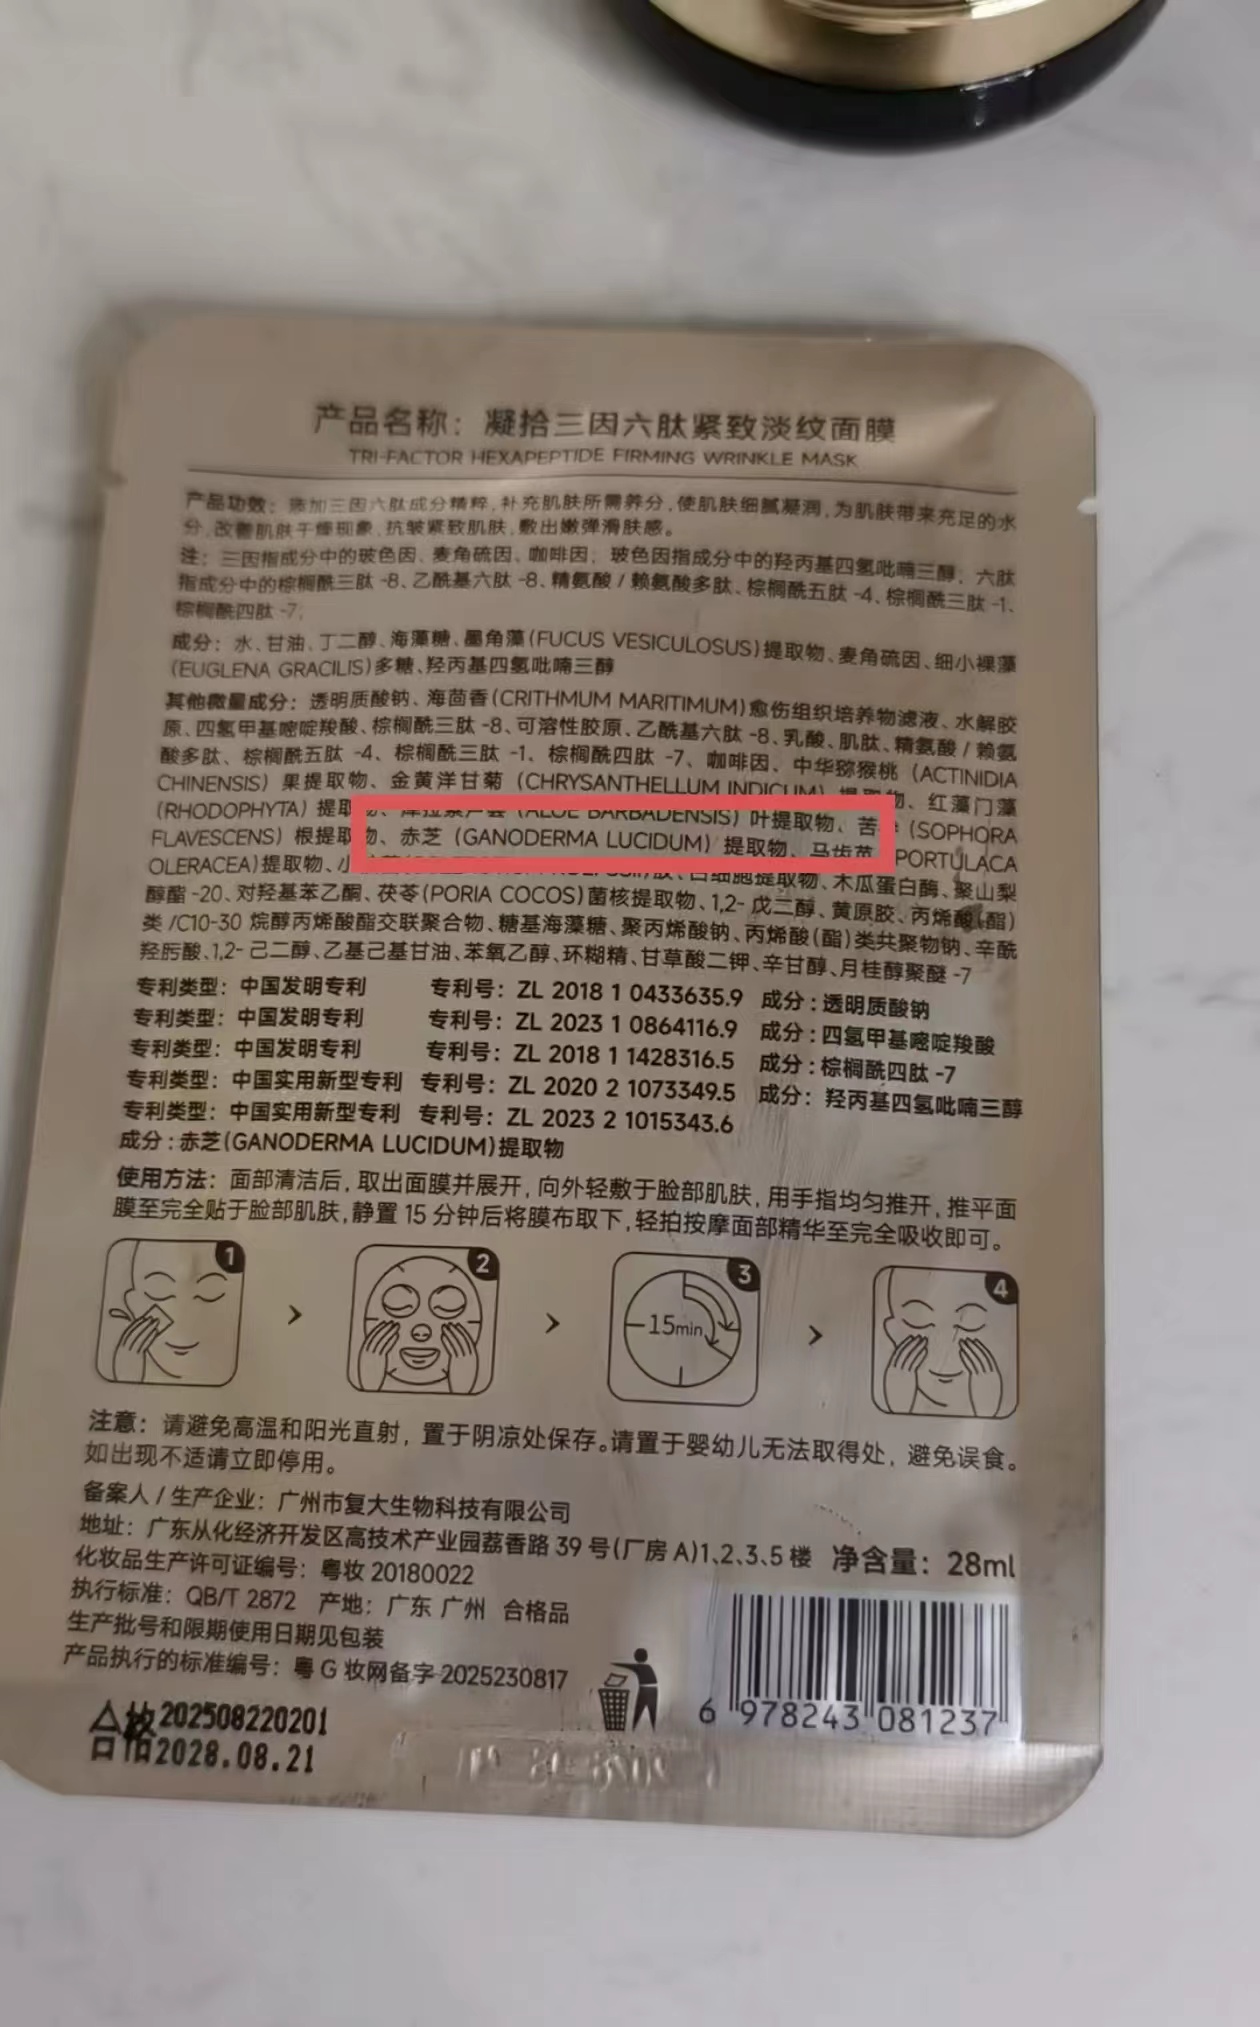 产品名称：凝拾三因六肽紧致淡纹面膜
TRI-FACTOR HEXAPEPTIDE FIRMING WRINKLE MASK
产品功效：添加三因六肽成分精粹,补充肌肤所需养分,使肌肤细腻凝润,为肌肤带来充足的水
分,改善肌肤干燥现象,抗皱紧致肌肤,敷出嫩弹滑肤感。
注：三因指成分中的玻色因、麦角硫因、咖啡因；玻色因指成分中的羟丙基四氢吡喃三醇；六肽
指成分中的棕榈酰三肽-8、乙酰基六肽-8、精氨酸/赖氨酸多肽、棕榈酰五肽-4、棕榈酰三肽-1、
棕榈酰四肽-7;
成分：水、甘油、丁二醇、海藻糖、墨角藻(FUCUS VESICULOSUS)提取物、麦角硫因、细小裸藻
(EUGLENA GRACILIS)多糖、羟丙基四氢吡喃三醇
其他微量成分：透明质酸钠、海茴香(CRITHMUM MARITIMUM)愈伤组织培养物滤液、水解胶
原、四氢甲基嘧啶羧酸、棕榈酰三肽-8、可溶性胶原、乙酰基六肽-8、乳酸、肌肽、精氨酸/赖氨
酸多肽、棕榈酰五肽-4、棕榈酰三肽-1、棕榈酰四肽-7、咖啡因、中华猕猴桃(ACTINIDIA
CHINENSIS)果提取物、金黄洋甘菊(CHRYSANTHELLUM INDICUM)提取物、红藻门藻
(RHODOPHYTA)提取物、库拉索芦荟(ALOE BARBADENSIS)叶提取物、苦参(SOPHORA
FLAVESCENS)根提取物、赤芝(GANODERMA LUCIDUM)提取物、马齿苋(PORTULACA
OLERACEA)提取物、小 白细胞提取物、木瓜蛋白酶、聚山梨
醇酯-20、对羟基苯乙酮、茯苓(PORIA COCOS)菌核提取物、1,2-戊二醇、黄原胶、丙烯酸(酯)
类/C10-30烷醇丙烯酸酯交联聚合物、糖基海藻糖、聚丙烯酸钠、丙烯酸(酯)类共聚物钠、辛酰
羟肟酸、1,2-己二醇、乙基己基甘油、苯氧乙醇、环糊精、甘草酸二钾、辛甘醇、月桂醇聚醚-7
专利类型：中国发明专利 专利号：ZL 2018 1 0433635.9 成分：透明质酸钠
专利类型：中国发明专利 专利号：ZL 2023 1 0864116.9 成分：四氢甲基嘧啶羧酸
专利类型：中国发明专利 专利号：ZL 2018 1 1428316.5 成分：棕榈酰四肽-7
专利类型：中国实用新型专利 专利号：ZL 2020 2 1073349.5 成分：羟丙基四氢吡喃三醇
专利类型：中国实用新型专利 专利号：ZL 2023 2 1015343.6
成分：赤芝(GANODERMA LUCIDUM)提取物
使用方法：面部清洁后,取出面膜并展开,向外轻敷于脸部肌肤,用手指均匀推开,推平面
膜至完全贴于脸部肌肤,静置15分钟后将膜布取下,轻拍按摩面部精华至完全吸收即可。
1 2 3 4
15min
注意：请避免高温和阳光直射，置于阴凉处保存。请置于婴幼儿无法取得处，避免误食。
如出现不适请立即停用。
备案人/生产企业：广州市复大生物科技有限公司
地址：广东从化经济开发区高技术产业园荔香路39号(厂房A)1、2、3、5楼 净含量：28ml
化妆品生产许可证编号：粤妆20180022
执行标准：QB/T 2872 产地：广东 广州 合格品
生产批号和限期使用日期见包装
产品执行的标准编号：粤G妆网备字2025230817
6 978243 081237
合格 202508220201
2028.08.21